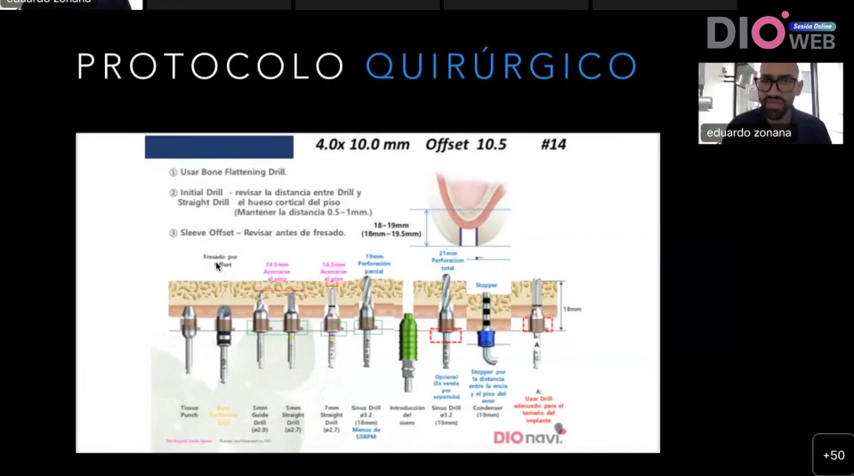 eduardo zonana
DIO WEB
Sesión Online
PROTOCOLO QUIRÚRGICO
eduardo zonana
4.0x 10.0 mm Offset 10.5 #14
① Usar Bone Flattening Drill.
② Initial Drill - revisar la distancia entre Drill y
Straight Drill el hueso cortical del piso
(Mantener la distancia 0.5~1mm.)
③ Sleeve Offset - Revisar antes de fresado.
18~19mm
(18mm~19.5mm)
Fresado por
offset
14.5mm
Acercarse
al piso
16.5mm
Acercarse
al piso
19mm
Perforación
parcial
21mm
Perforacion
total
Stopper
18mm
Opcional
(Se vende
por
separado)
Stopper por
la distancia
entre la encia
y el piso del
seno
A
A:
Usar Drill
adecuado para el
tamaño del
implante
Tissue
Punch
Bone
Flattening
Drill
5mm
Guide
Drill
(ø2.0)
5mm
Straight
Drill
(ø2.7)
7mm
Straight
Drill
(ø2.7)
Sinus Drill
ø3.2
(18mm)
Menos de
50RPM
Introducción
del
suero
Sinus Drill
ø3.2
(19mm)
Condenser
(19mm)
DIOnavi.
+50